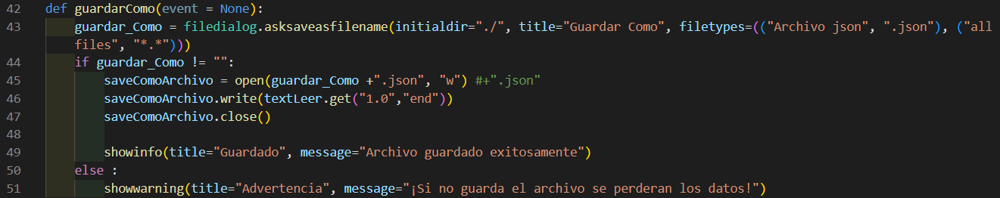 42 def guardarComo(event = None):
43 guardar_Como = filedialog.asksaveasfilename(initialdir="./", title="Guardar Como", filetypes=(("Archivo json", ".json"), ("all
files", "*.*")))
44 if guardar_Como != "":
45 saveComoArchivo = open(guardar_Como +".json", "w") #+".json"
46 saveComoArchivo.write(textLeer.get("1.0","end"))
47 saveComoArchivo.close()
48
49 showinfo(title="Guardado", message="Archivo guardado exitosamente")
50 else :
51 showwarning(title="Advertencia", message="¡Si no guarda el archivo se perderan los datos!")